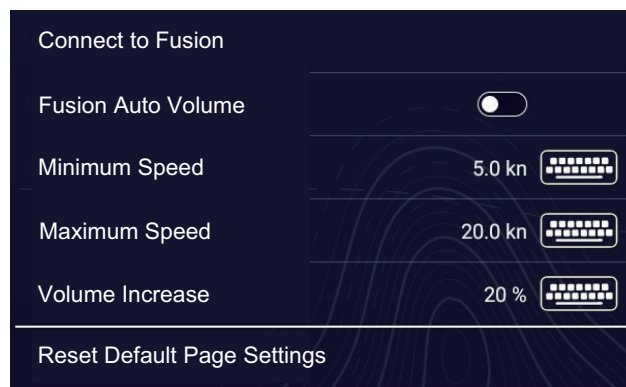 Connect to Fusion
Fusion Auto Volume
Minimum Speed 5.0 kn
Maximum Speed 20.0 kn
Volume Increase 20 %
Reset Default Page Settings